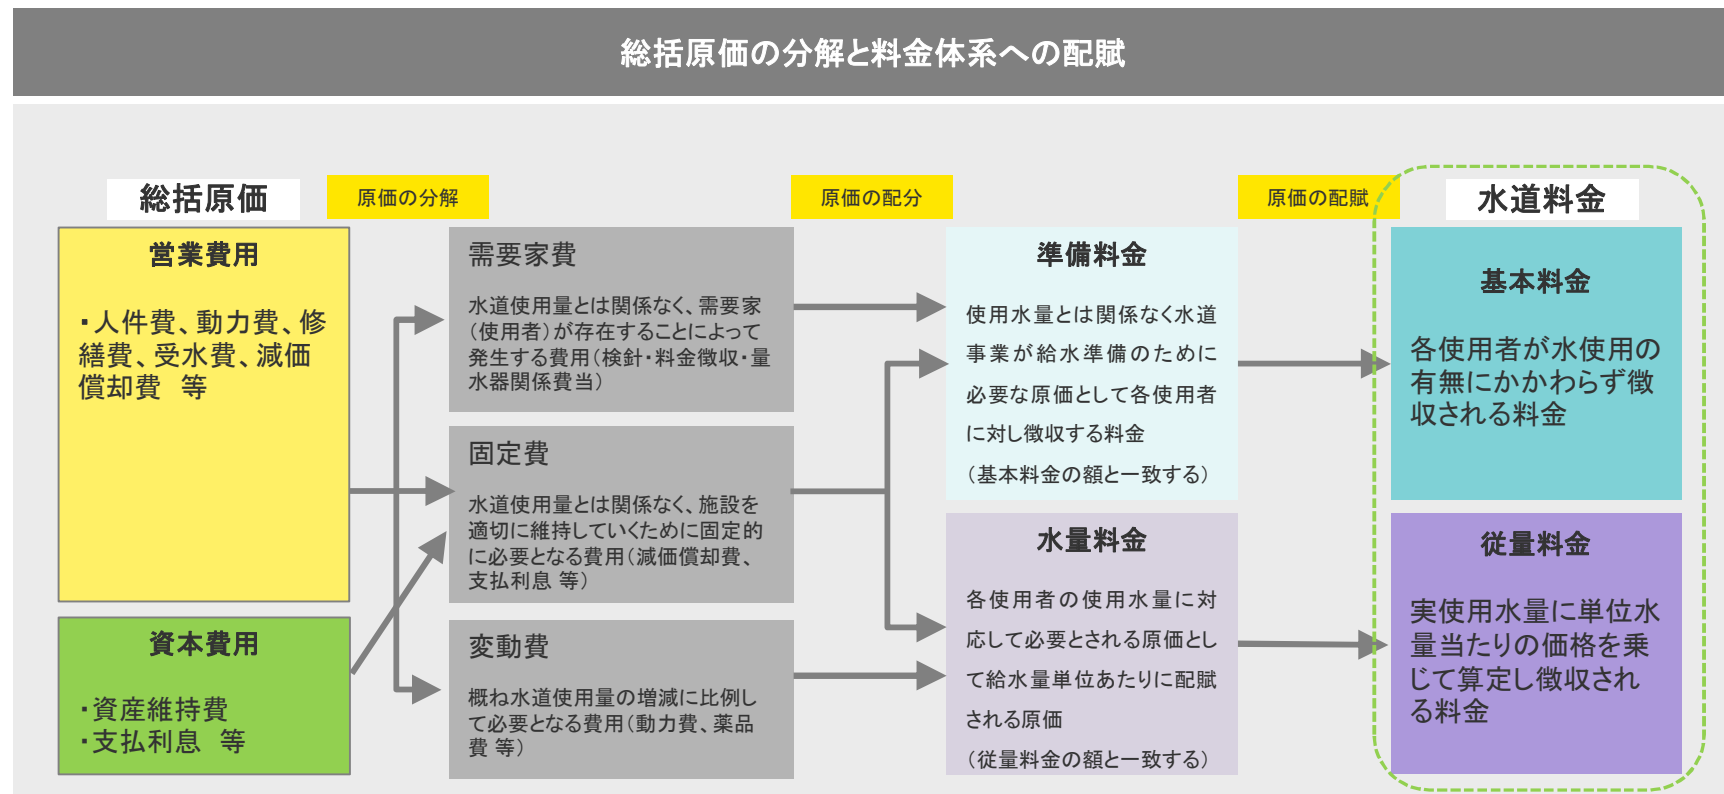 総括原価の分解と料金体系への配賦
総括原価
原価の分解
原価の配分
原価の配賦
水道料金
営業費用
・人件費、動力費、修
繕費、受水費、減価
償却費　等
資本費用
・資産維持費
・支払利息　等
需要家費
水道使用量とは関係なく、需要家
（使用者）が存在することによって
発生する費用（検針・料金徴収・量
水器関係費当）
固定費
水道使用量とは関係なく、施設を
適切に維持していくために固定的
に必要となる費用（減価償却費、
支払利息 等）
変動費
概ね水道使用量の増減に比例し
て必要となる費用（動力費、薬品
費 等）
準備料金
使用水量とは関係なく水道
事業が給水準備のために
必要な原価として各使用者
に対し徴収する料金
（基本料金の額と一致する）
水量料金
各使用者の使用水量に対
応して必要とされる原価とし
て給水量単位あたりに配賦
される原価
（従量料金の額と一致する）
基本料金
各使用者が水使用の
有無にかかわらず徴
収される料金
従量料金
実使用水量に単位水
量当たりの価格を乗
じて算定し徴収され
る料金